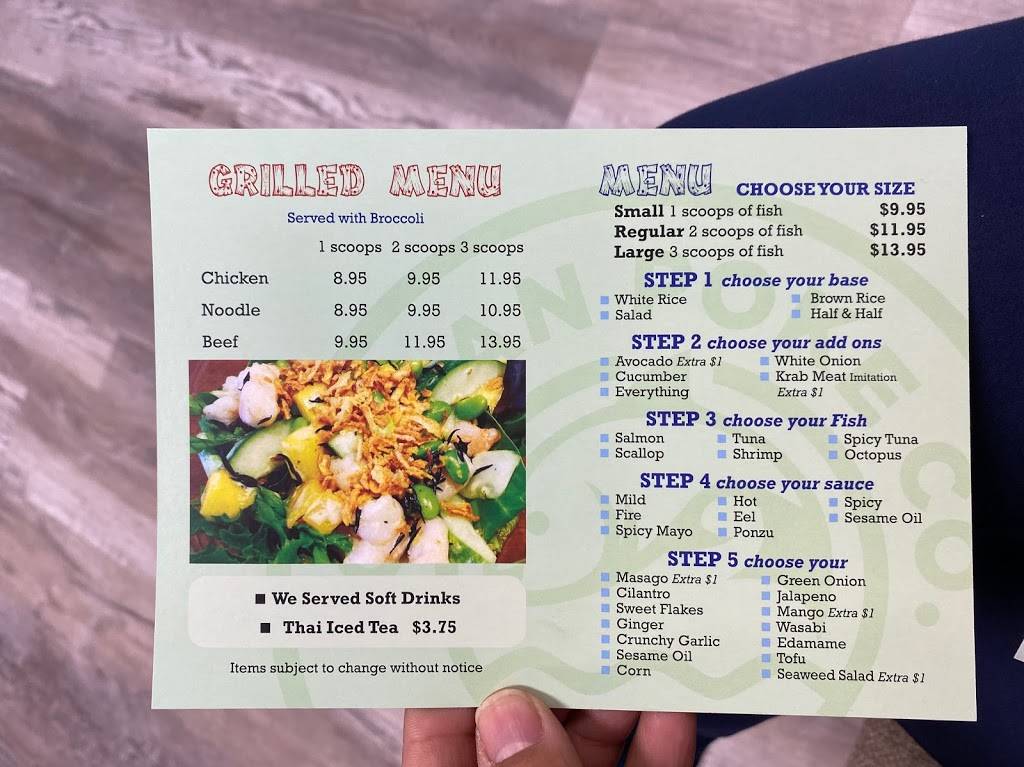 GRILLED MENU
Served with Broccoli
1 scoops 2 scoops 3 scoops
Chicken 8.95 9.95 11.95
Noodle 8.95 9.95 10.95
Beef 9.95 11.95 13.95
We Served Soft Drinks
Thai Iced Tea $3.75
Items subject to change without notice
MENU CHOOSE YOUR SIZE
Small 1 scoops of fish $9.95
Regular 2 scoops of fish $11.95
Large 3 scoops of fish $13.95
STEP 1 choose your base
White Rice Brown Rice
Salad Half & Half
STEP 2 choose your add ons
Avocado Extra $1 White Onion
Cucumber Krab Meat Imitation
Everything Extra $1
STEP 3 choose your Fish
Salmon Tuna Spicy Tuna
Scallop Shrimp Octopus
STEP 4 choose your sauce
Mild Hot Spicy
Fire Eel Sesame Oil
Spicy Mayo Ponzu
STEP 5 choose your
Masago Extra $1 Green Onion
Cilantro Jalapeno
Sweet Flakes Mango Extra $1
Ginger Wasabi
Crunchy Garlic Edamame
Sesame Oil Tofu
Corn Seaweed Salad Extra $1